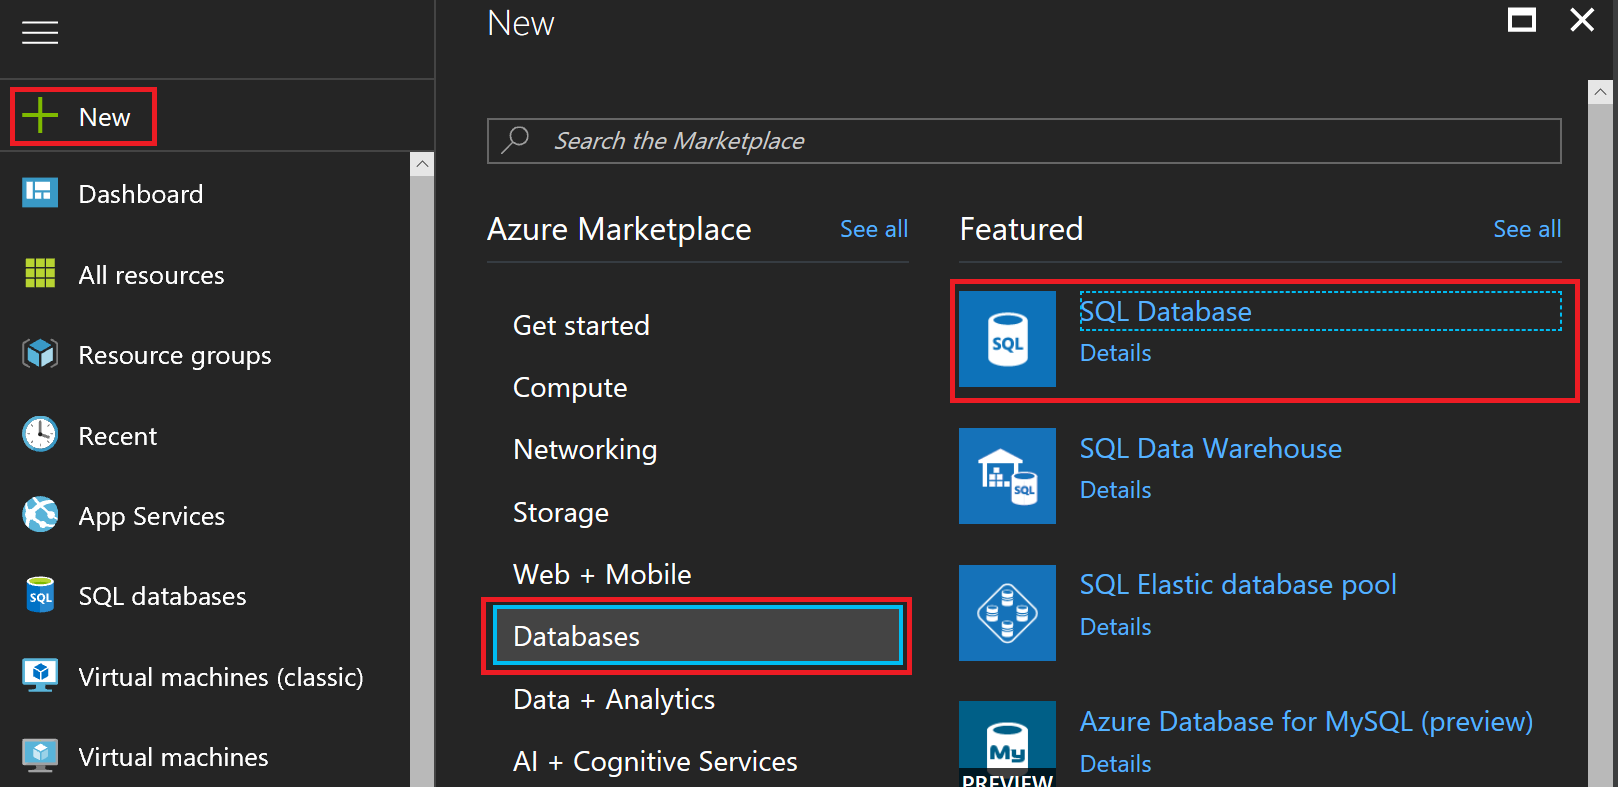 New
Dashboard
All resources
Resource groups
Recent
App Services
SQL
SQL databases
Virtual machines (classic)
Virtual machines
New
Search the Marketplace
Azure Marketplace
See all
Get started
Compute
Networking
Storage
Web + Mobile
Databases
Data + Analytics
AI + Cognitive Services
Featured
See all
SQL
SQL Database
Details
SQL
SQL Data Warehouse
Details
SQL Elastic database pool
Details
My
PREVIEW
Azure Database for MySQL (preview)
Details